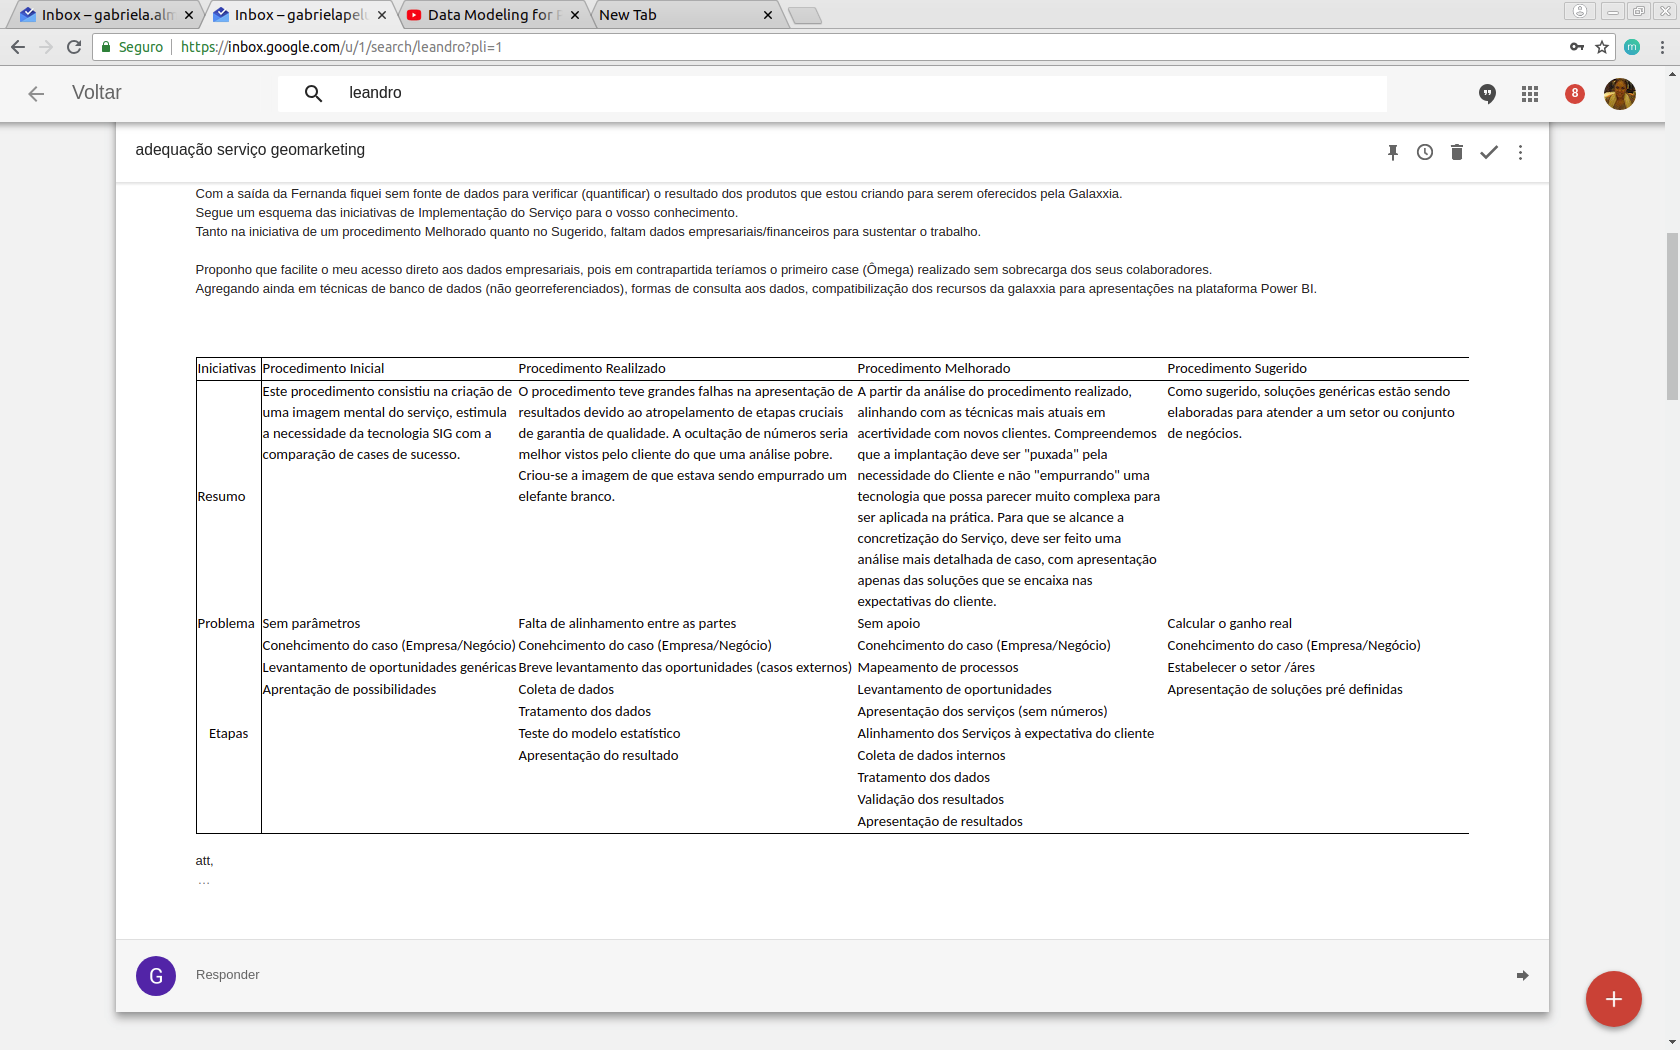 Inbox – gabriela.alm
Inbox – gabrielapelu
Data Modeling for P
New Tab
Seguro
https://inbox.google.com/u/1/search/leandro?pli=1
m
Voltar
leandro
8
adequação serviço geomarketing
Com a saída da Fernanda fiquei sem fonte de dados para verificar (quantificar) o resultado dos produtos que estou criando para serem oferecidos pela Galaxxia.
Segue um esquema das iniciativas de Implementação do Serviço para o vosso conhecimento.
Tanto na iniciativa de um procedimento Melhorado quanto no Sugerido, faltam dados empresariais/financeiros para sustentar o trabalho.
Proponho que facilite o meu acesso direto aos dados empresariais, pois em contrapartida teríamos o primeiro case (Ômega) realizado sem sobrecarga dos seus colaboradores.
Agregando ainda em técnicas de banco de dados (não georreferenciados), formas de consulta aos dados, compatibilização dos recursos da galaxxia para apresentações na plataforma Power BI.
Iniciativas Procedimento Inicial Procedimento Realilzado Procedimento Melhorado Procedimento Sugerido
Este procedimento consistiu na criação de O procedimento teve grandes falhas na apresentação de A partir da análise do procedimento realizado, Como sugerido, soluções genéricas estão sendo
uma imagem mental do serviço, estimula resultados devido ao atropelamento de etapas cruciais alinhando com as técnicas mais atuais em elaboradas para atender a um setor ou conjunto
a necessidade da tecnologia SIG com a de garantia de qualidade. A ocultação de números seria acertividade com novos clientes. Compreendemos de negócios.
comparação de cases de sucesso. melhor vistos pelo cliente do que uma análise pobre. que a implantação deve ser "puxada" pela
Criou-se a imagem de que estava sendo empurrado um necessidade do Cliente e não "empurrando" uma
Resumo elefante branco. tecnologia que possa parecer muito complexa para
ser aplicada na prática. Para que se alcance a
concretização do Serviço, deve ser feito uma
análise mais detalhada de caso, com apresentação
apenas das soluções que se encaixa nas
expectativas do cliente.
Problema Sem parâmetros Falta de alinhamento entre as partes Sem apoio Calcular o ganho real
Conehcimento do caso (Empresa/Negócio) Conehcimento do caso (Empresa/Negócio) Conehcimento do caso (Empresa/Negócio) Conehcimento do caso (Empresa/Negócio)
Levantamento de oportunidades genéricas Breve levantamento das oportunidades (casos externos) Mapeamento de processos Estabelecer o setor /áres
Aprentação de possibilidades Coleta de dados Levantamento de oportunidades Apresentação de soluções pré definidas
Tratamento dos dados Apresentação dos serviços (sem números)
Etapas Teste do modelo estatístico Alinhamento dos Serviços à expectativa do cliente
Apresentação do resultado Coleta de dados internos
Tratamento dos dados
Validação dos resultados
Apresentação de resultados
att,
...
G
Responder